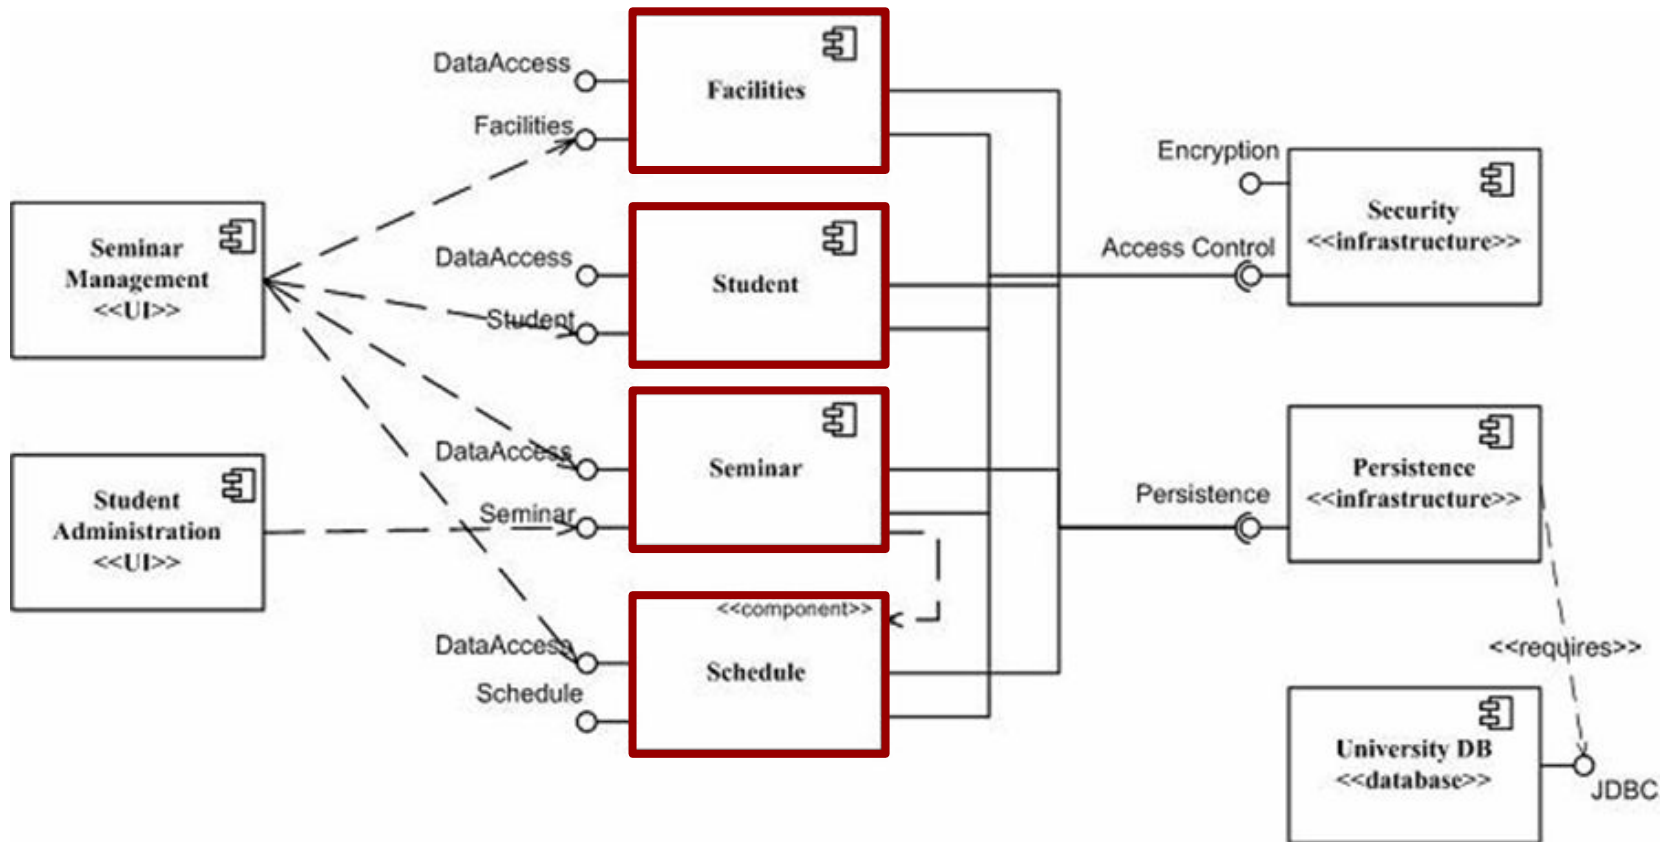 DataAccess
Facilities
Facilities
Encryption
Security
<<infrastructure>>
Access Control
Seminar
Management
<<UI>>
DataAccess
Student
Student
DataAccess
Seminar
Seminar
Persistence
Persistence
<<infrastructure>>
Student
Administration
<<UI>>
<<component>>
DataAccess
Schedule
Schedule
<<requires>>
University DB
<<database>>
JDBC